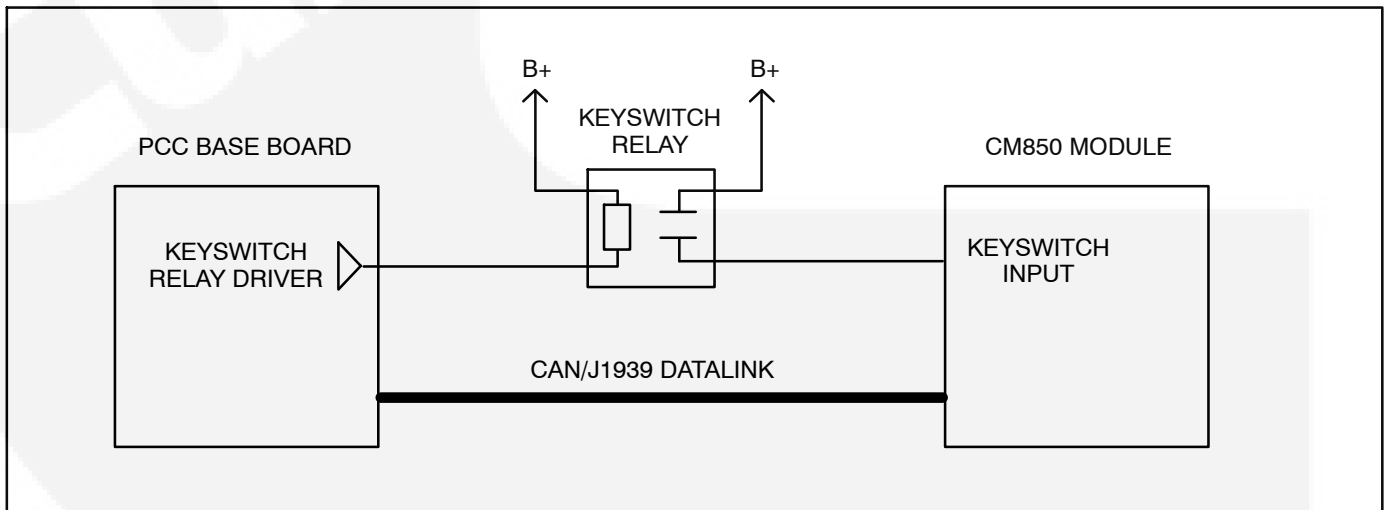 B+
B+
KEYSWITCH
RELAY
PCC BASE BOARD
CM850 MODULE
KEYSWITCH
RELAY DRIVER
KEYSWITCH
INPUT
CAN/J1939 DATALINK